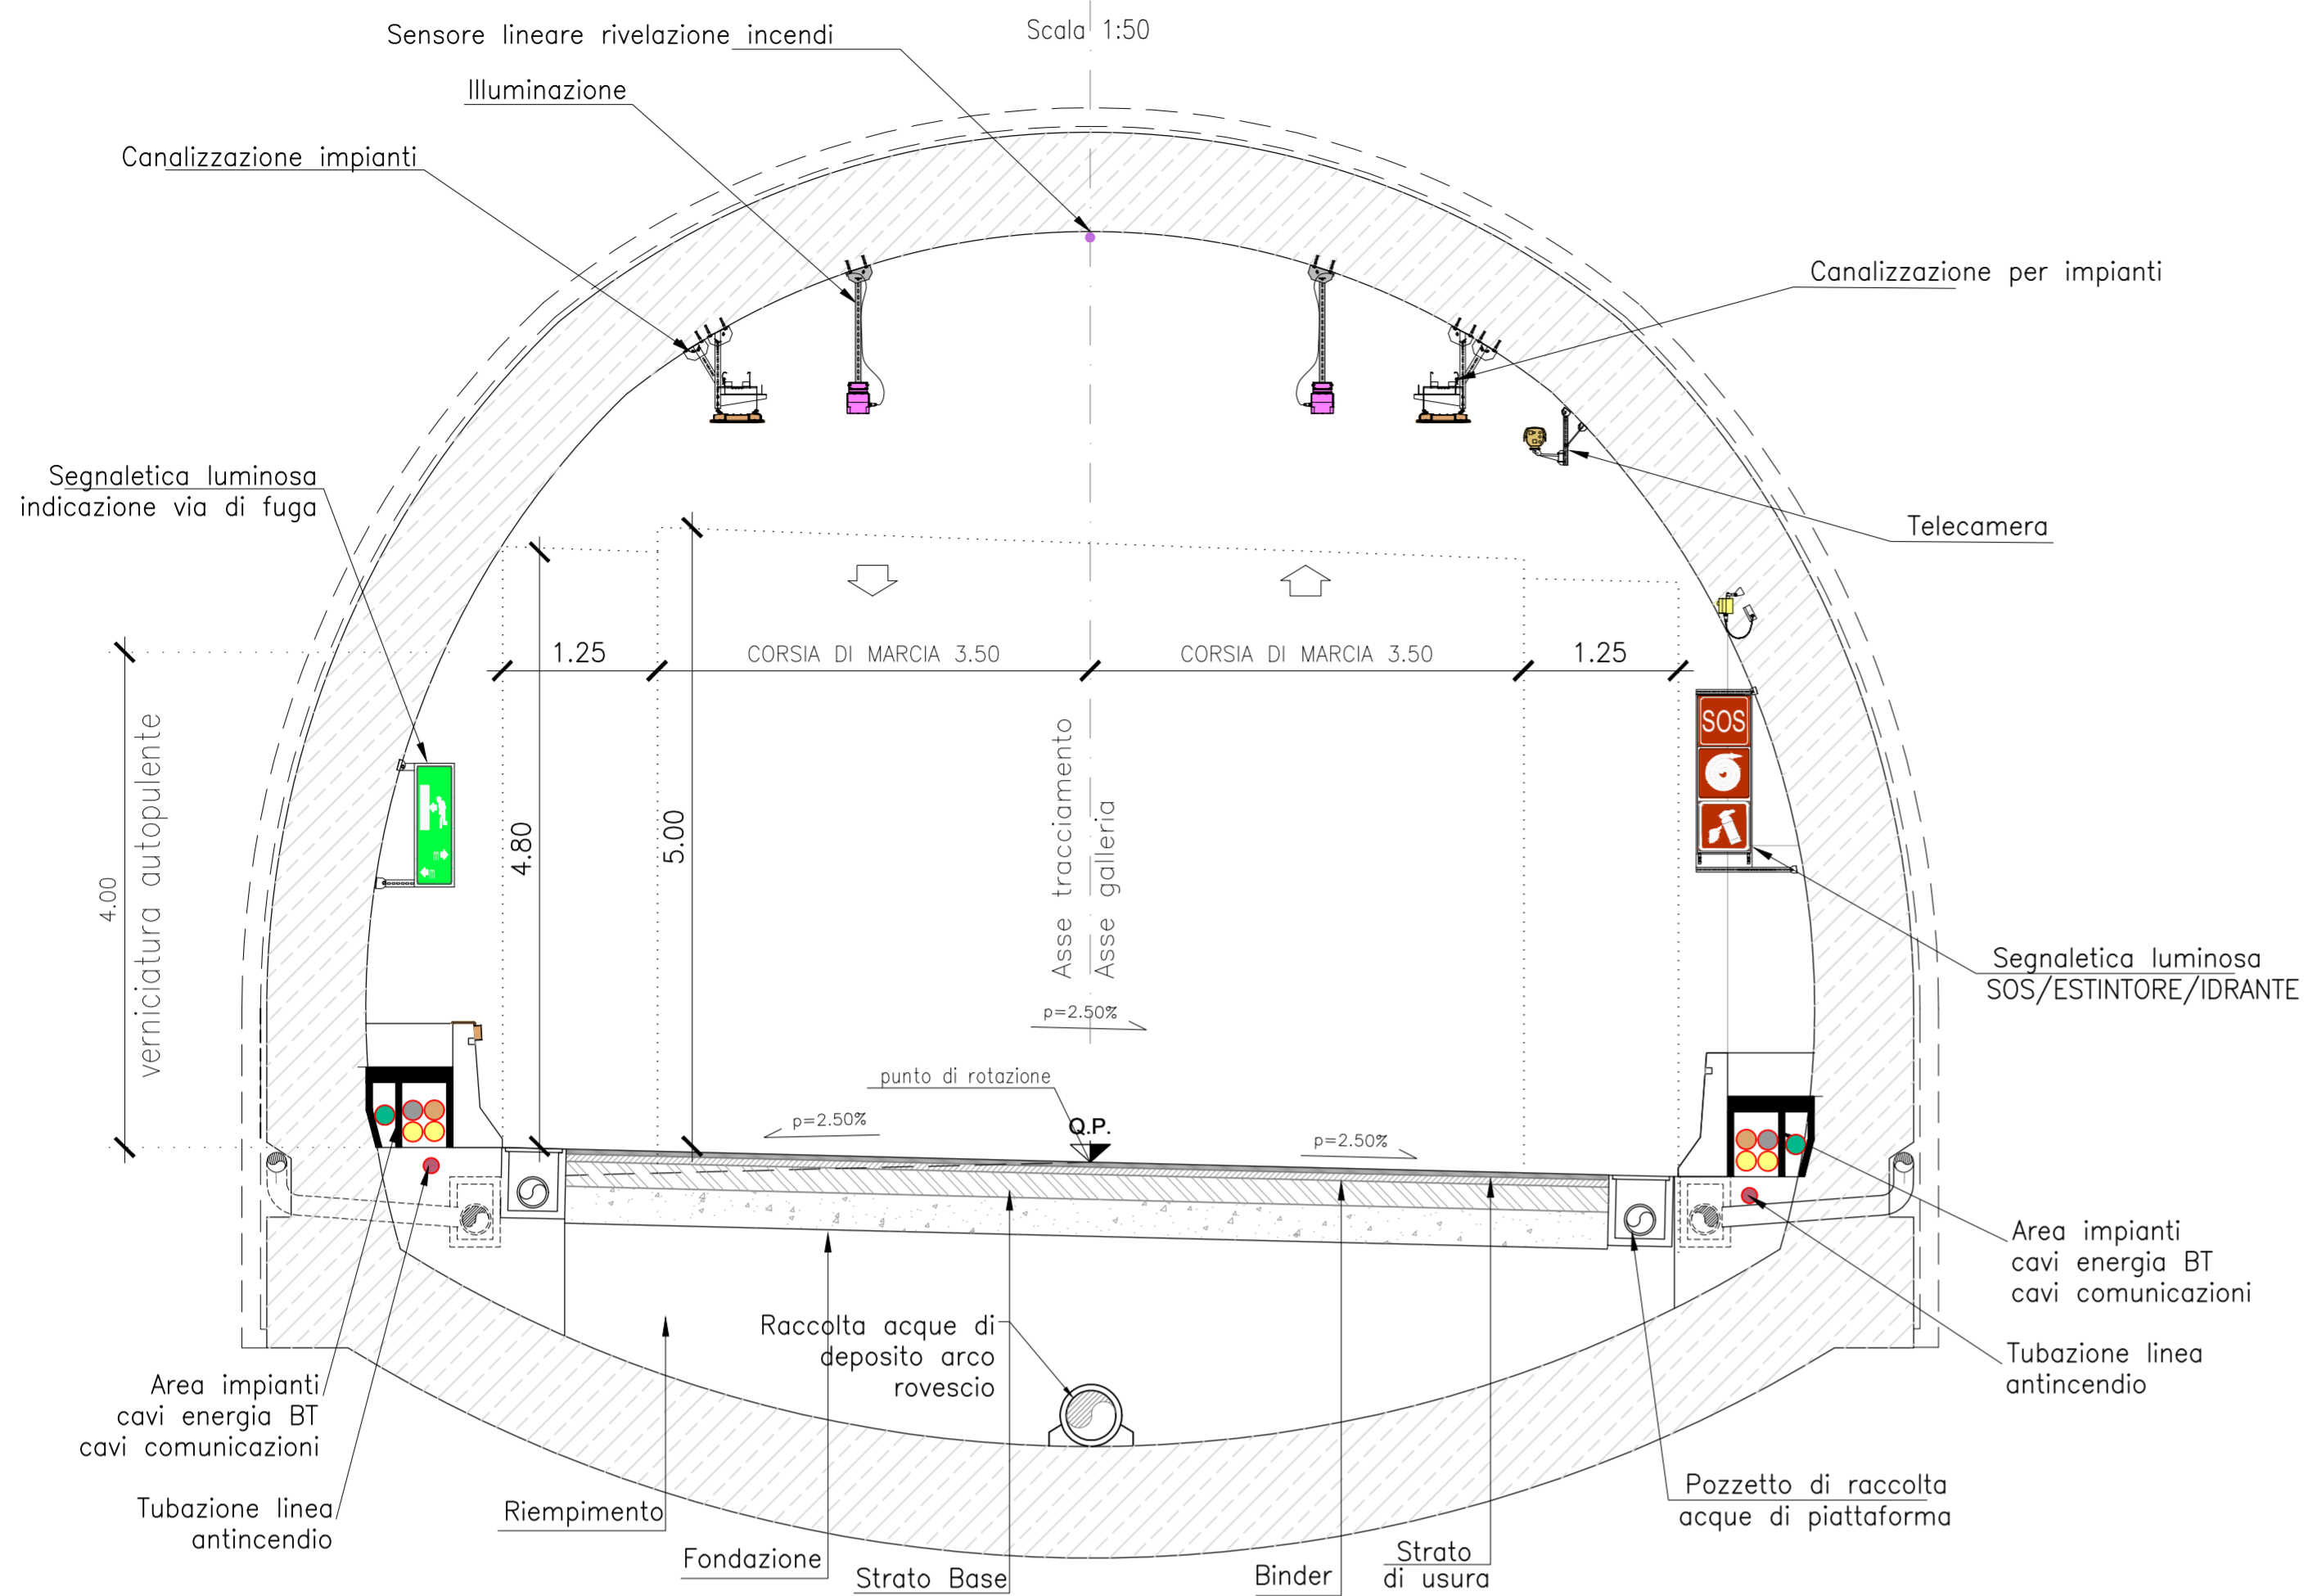 Scala 1:50
Sensore lineare rivelazione incendi
Illuminazione
Canalizzazione impianti
Canalizzazione per impianti
Segnaletica luminosa
indicazione via di fuga
Telecamera
1.25
CORSIA DI MARCIA 3.50
CORSIA DI MARCIA 3.50
1.25
4.00
verniciatura autopulente
4.80
5.00
Asse tracciamento
Asse galleria
SOS
Segnaletica luminosa
SOS/ESTINTORE/IDRANTE
p=2.50%
punto di rotazione
p=2.50%
Q.P.
p=2.50%
Area impianti
cavi energia BT
cavi comunicazioni
Tubazione linea
antincendio
Raccolta acque di
deposito arco
rovescio
Area impianti
cavi energia BT
cavi comunicazioni
Tubazione linea
antincendio
Riempimento
Fondazione
Strato Base
Binder
Strato
di usura
Pozzetto di raccolta
acque di piattaforma